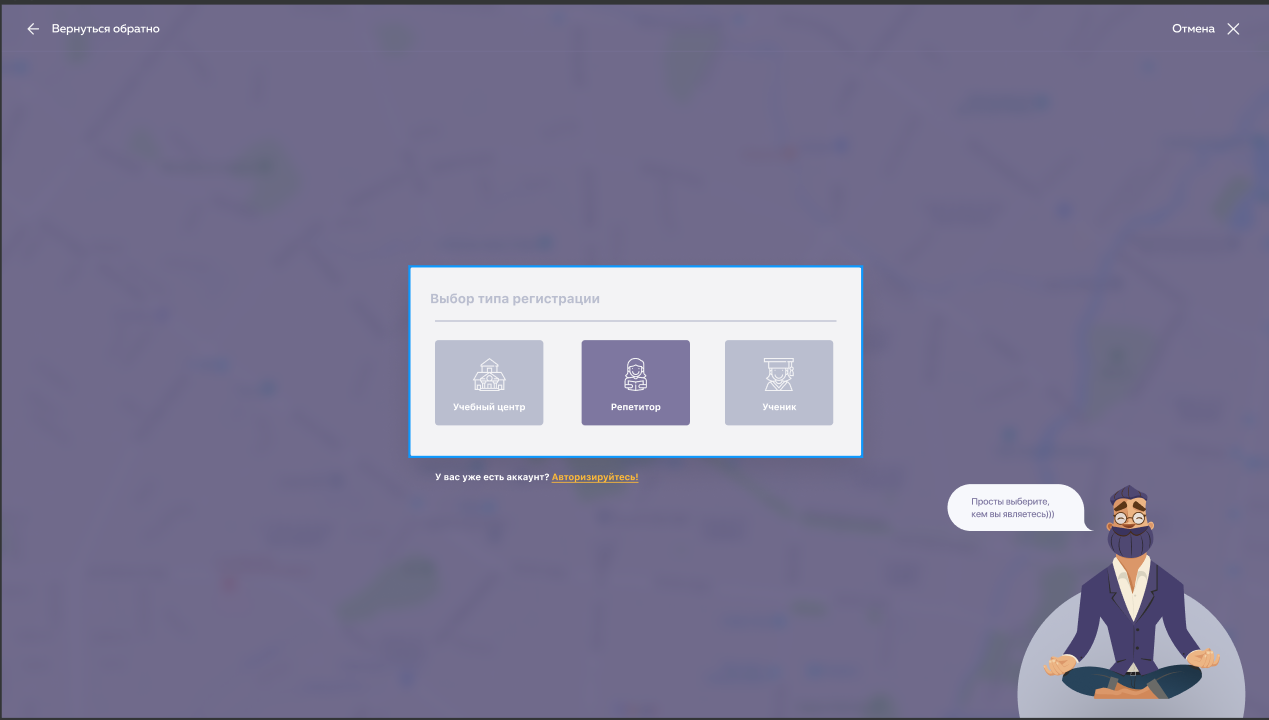 Вернуться обратно
Отмена
Выбор типа регистрации
Учебный центр
Репетитор
Ученик
У вас уже есть аккаунт? Авторизируйтесь!
Просты выберите,
кем вы являетесь)))